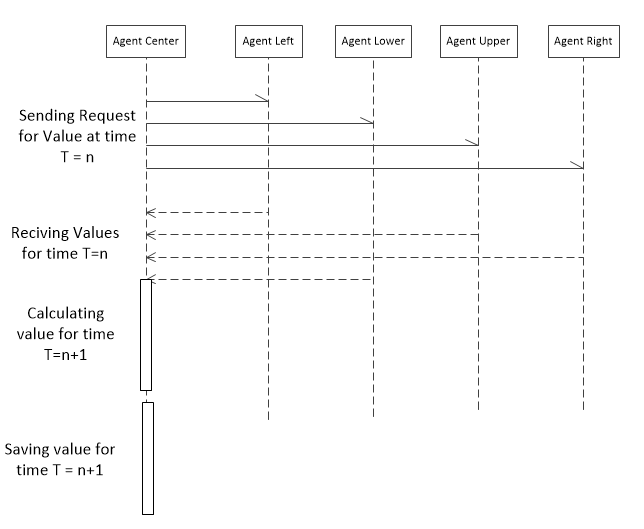 Agent Center
Agent Left
Agent Lower
Agent Upper
Agent Right
Sending Request
for Value at time
T = n
Reciving Values
for time T=n
Calculating
value for time
T=n+1
Saving value for
time T = n+1